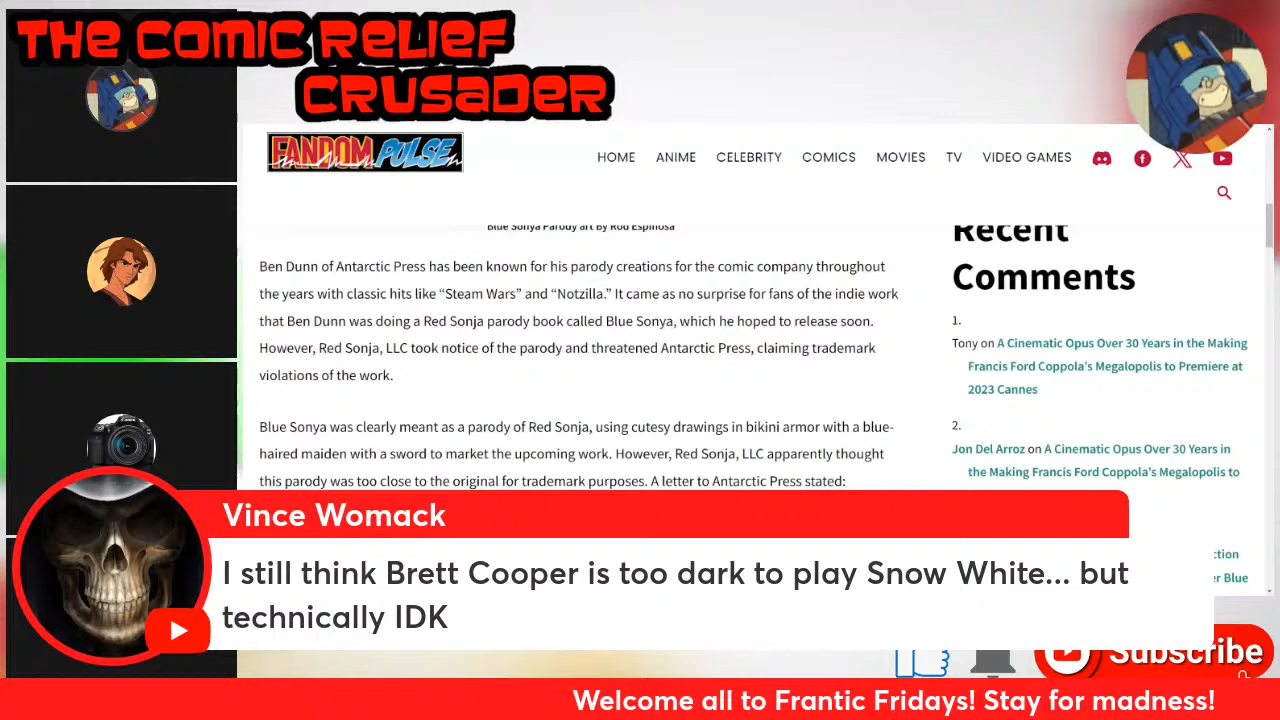 THE COMIC RELIEF
CRUSADER
FANDOM PULSE
HOME ANIME CELEBRITY COMICS MOVIES TV VIDEO GAMES
Blue Sonya Parody art By Rod Espinosa
Ben Dunn of Antarctic Press has been known for his parody creations for the comic company throughout
the years with classic hits like “Steam Wars” and “Notzilla.” It came as no surprise for fans of the indie work
that Ben Dunn was doing a Red Sonja parody book called Blue Sonya, which he hoped to release soon.
However, Red Sonja, LLC took notice of the parody and threatened Antarctic Press, claiming trademark
violations of the work.
Blue Sonya was clearly meant as a parody of Red Sonja, using cutesy drawings in bikini armor with a blue-
haired maiden with a sword to market the upcoming work. However, Red Sonja, LLC apparently thought
this parody was too close to the original for trademark purposes. A letter to Antarctic Press stated:
Recent
Comments
1.
Tony on A Cinematic Opus Over 30 Years in the Making
Francis Ford Coppola’s Megalopolis to Premiere at
2023 Cannes
2.
Jon Del Arroz on A Cinematic Opus Over 30 Years in
the Making Francis Ford Coppola’s Megalopolis to
Blue
Canon
Vince Womack
I still think Brett Cooper is too dark to play Snow White... but
technically IDK
Subscribe
Welcome all to Frantic Fridays! Stay for madness!